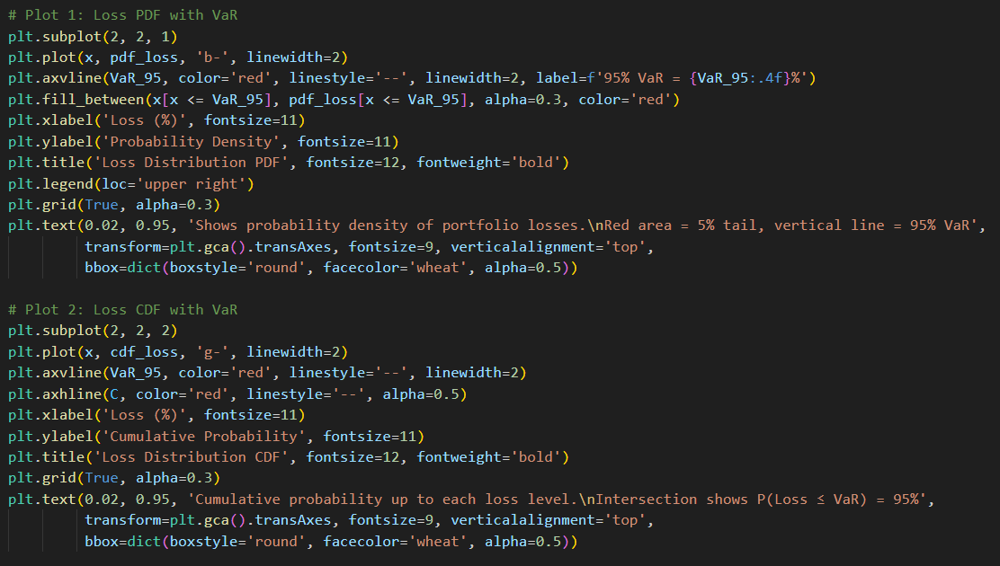 # Plot 1: Loss PDF with VaR
plt.subplot(2, 2, 1)
plt.plot(x, pdf_loss, 'b-', linewidth=2)
plt.axvline(VaR_95, color='red', linestyle='--', linewidth=2, label=f'95% VaR = {VaR_95:.4f}%')
plt.fill_between(x[x <= VaR_95], pdf_loss[x <= VaR_95], alpha=0.3, color='red')
plt.xlabel('Loss (%)', fontsize=11)
plt.ylabel('Probability Density', fontsize=11)
plt.title('Loss Distribution PDF', fontsize=12, fontweight='bold')
plt.legend(loc='upper right')
plt.grid(True, alpha=0.3)
plt.text(0.02, 0.95, 'Shows probability density of portfolio losses.\nRed area = 5% tail, vertical line = 95% VaR',
         transform=plt.gca().transAxes, fontsize=9, verticalalignment='top',
         bbox=dict(boxstyle='round', facecolor='wheat', alpha=0.5))

# Plot 2: Loss CDF with VaR
plt.subplot(2, 2, 2)
plt.plot(x, cdf_loss, 'g-', linewidth=2)
plt.axvline(VaR_95, color='red', linestyle='--', linewidth=2)
plt.axhline(C, color='red', linestyle='--', alpha=0.5)
plt.xlabel('Loss (%)', fontsize=11)
plt.ylabel('Cumulative Probability', fontsize=11)
plt.title('Loss Distribution CDF', fontsize=12, fontweight='bold')
plt.grid(True, alpha=0.3)
plt.text(0.02, 0.95, 'Cumulative probability up to each loss level.\nIntersection shows P(Loss ≤ VaR) = 95%',
         transform=plt.gca().transAxes, fontsize=9, verticalalignment='top',
         bbox=dict(boxstyle='round', facecolor='wheat', alpha=0.5))